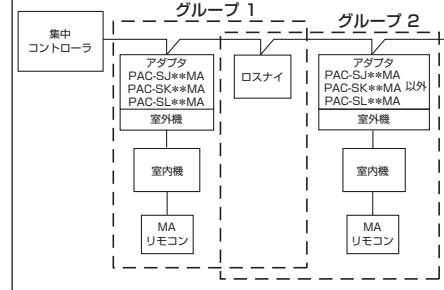 グループ 1
グループ 2
集中
コントローラ
アダプタ
PAC-SJ**MA
PAC-SK**MA
PAC-SL**MA
室外機
室内機
MA
リモコン
ロスナイ
アダプタ
PAC-SJ**MA
PAC-SK**MA 以外
PAC-SL**MA
室外機
室内機
MA
リモコン